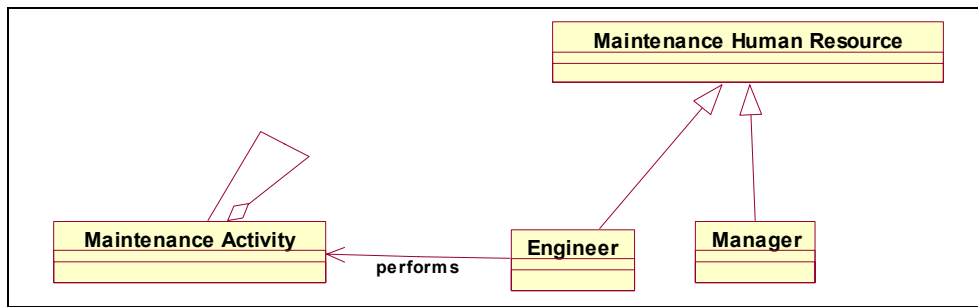 Maintenance Human Resource
Maintenance Activity
performs
Engineer
Manager